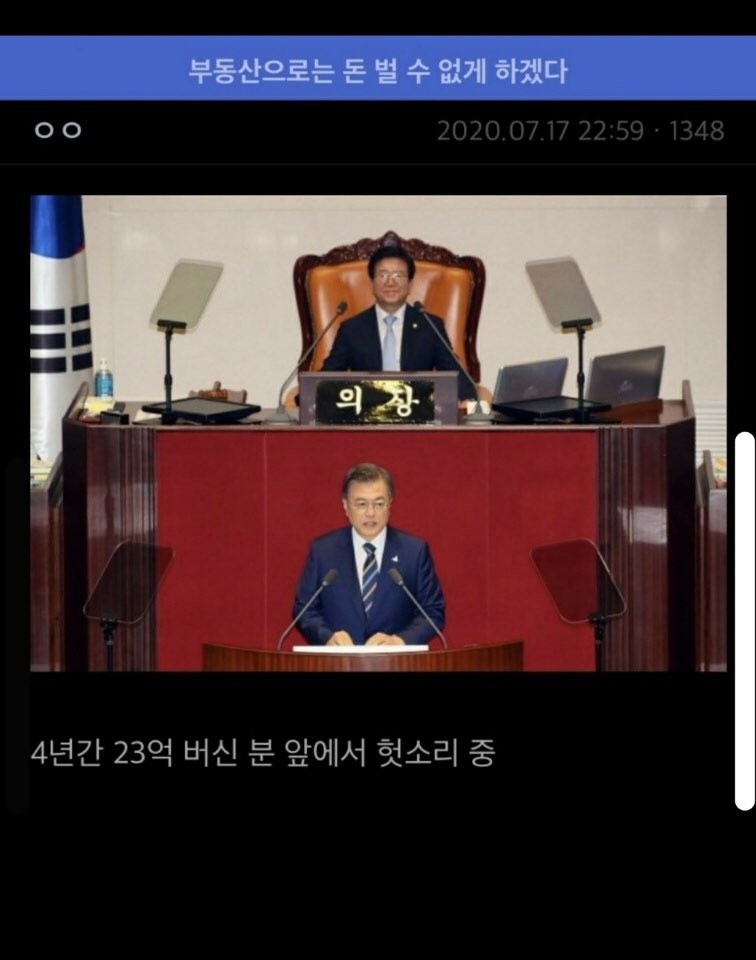 부동산으로는 돈 벌 수 없게 하겠다
ㅇㅇ 2020.07.17 22:59 · 1348
의 장
4년간 23억 버신 분 앞에서 헛소리 중